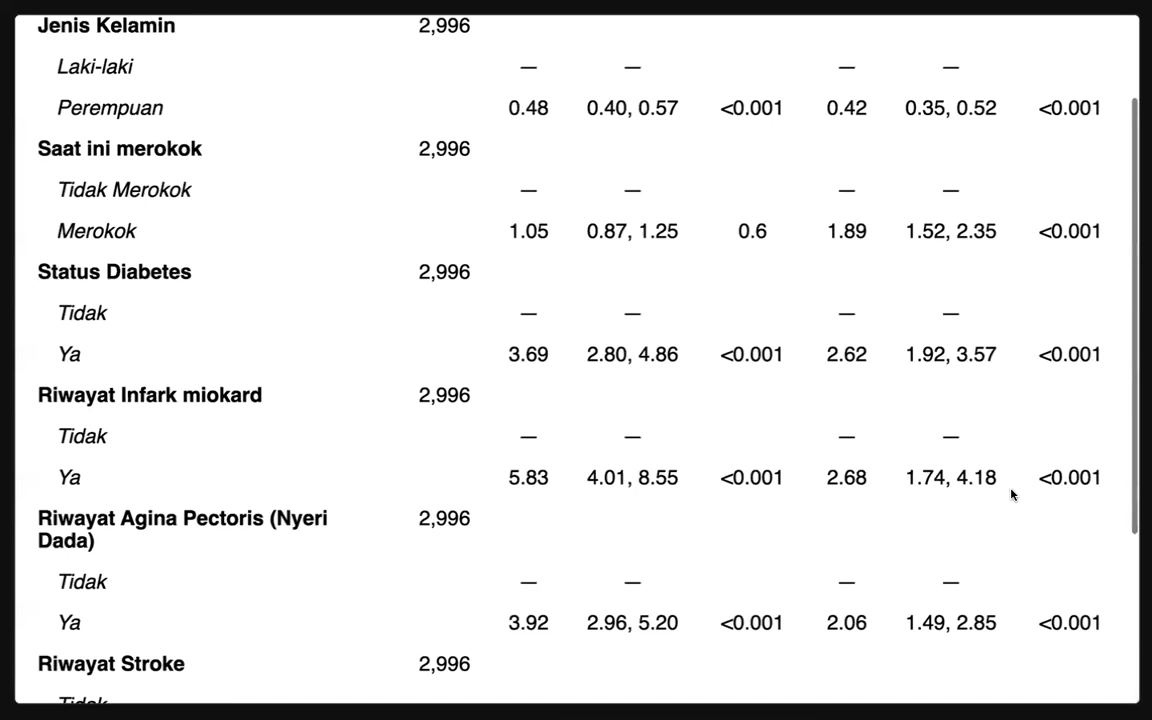 Jenis Kelamin 2,996
Laki-laki — — — —
Perempuan 0.48 0.40, 0.57 <0.001 0.42 0.35, 0.52 <0.001
Saat ini merokok 2,996
Tidak Merokok — — — —
Merokok 1.05 0.87, 1.25 0.6 1.89 1.52, 2.35 <0.001
Status Diabetes 2,996
Tidak — — — —
Ya 3.69 2.80, 4.86 <0.001 2.62 1.92, 3.57 <0.001
Riwayat Infark miokard 2,996
Tidak — — — —
Ya 5.83 4.01, 8.55 <0.001 2.68 1.74, 4.18 <0.001
Riwayat Agina Pectoris (Nyeri 2,996
Dada)
Tidak — — — —
Ya 3.92 2.96, 5.20 <0.001 2.06 1.49, 2.85 <0.001
Riwayat Stroke 2,996
Tidak